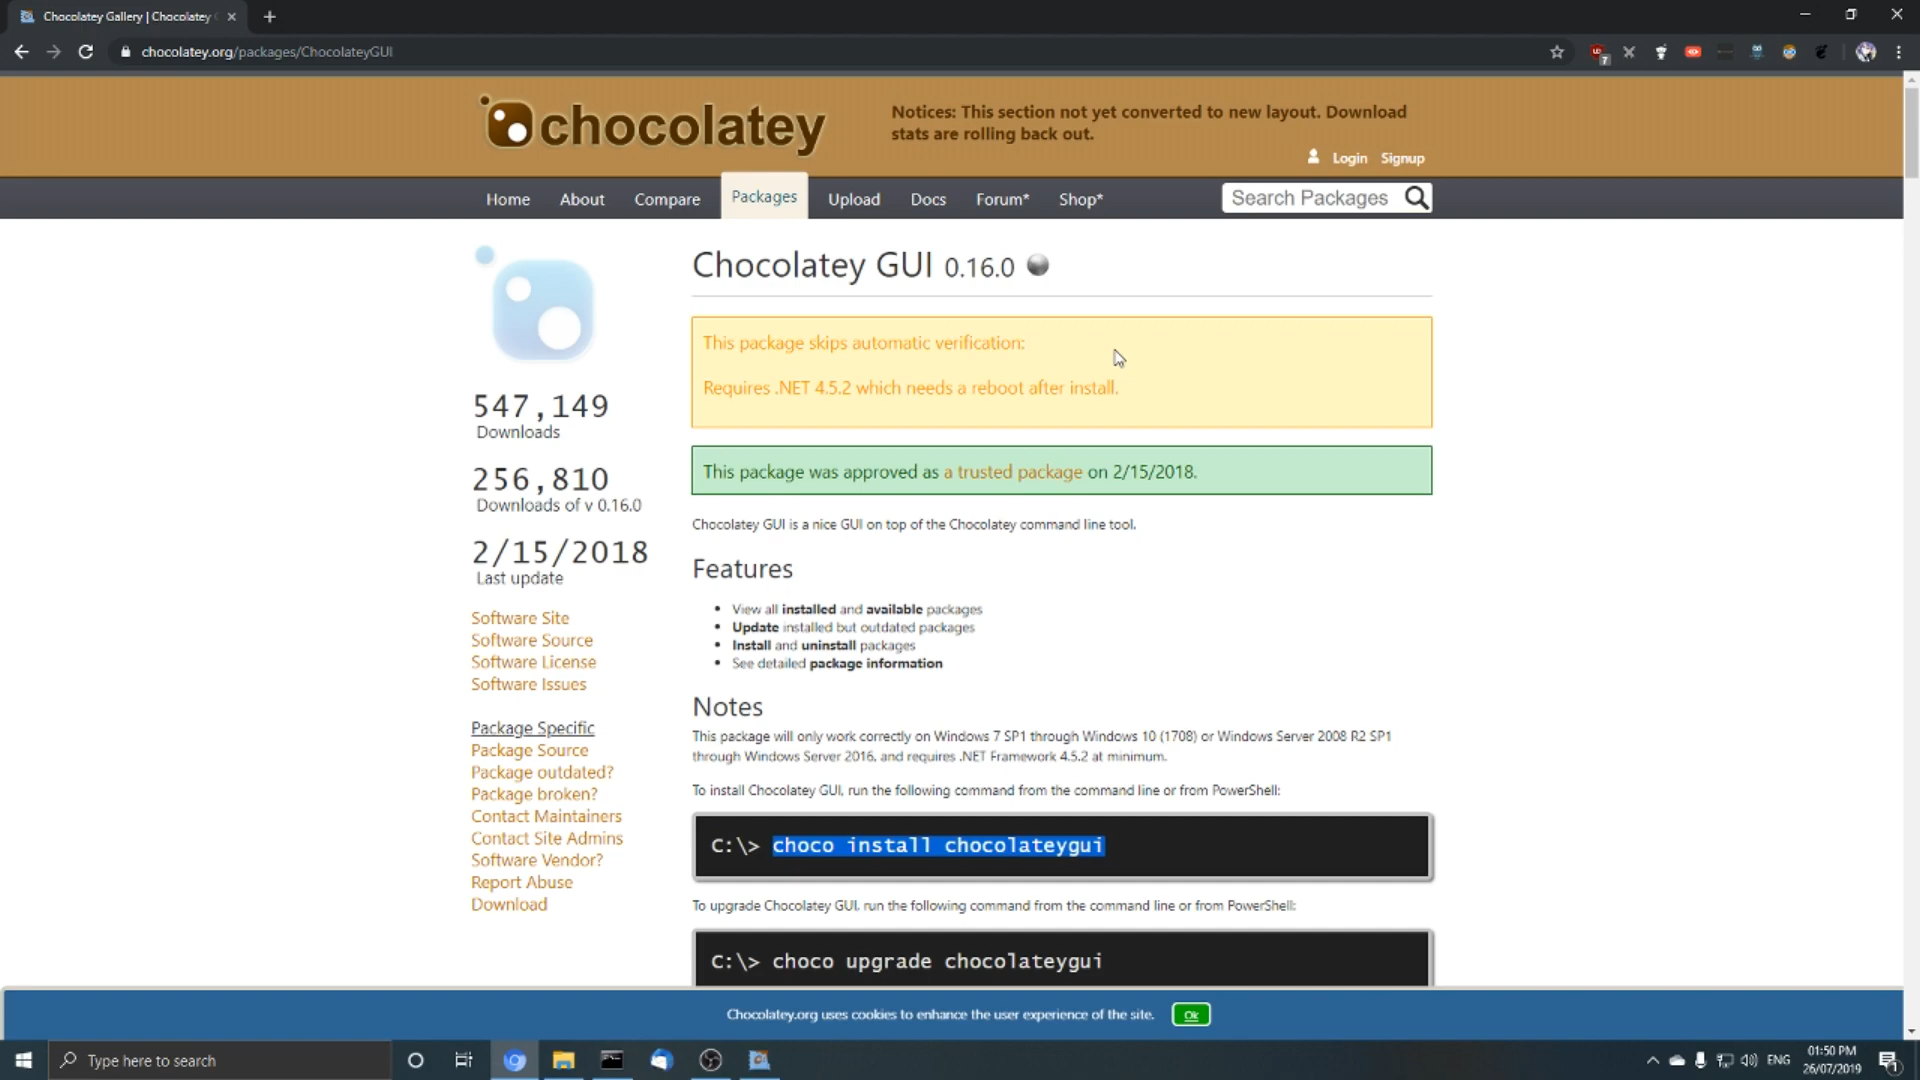 Chocolatey Gallery | Chocolatey
chocolatey.org/packages/ChocolateyGUI
7
chocolatey
Notices: This section not yet converted to new layout. Download
stats are rolling back out.
Login Signup
Home About Compare Packages Upload Docs Forum* Shop*
Search Packages
Chocolatey GUI 0.16.0
This package skips automatic verification:
Requires .NET 4.5.2 which needs a reboot after install.
547,149
Downloads
256,810
Downloads of v 0.16.0
2/15/2018
Last update
This package was approved as a trusted package on 2/15/2018.
Chocolatey GUI is a nice GUI on top of the Chocolatey command line tool.
Features
• View all installed and available packages
• Update installed but outdated packages
• Install and uninstall packages
• See detailed package information
Software Site
Software Source
Software License
Software Issues
Package Specific
Package Source
Package outdated?
Package broken?
Contact Maintainers
Contact Site Admins
Software Vendor?
Report Abuse
Download
Notes
This package will only work correctly on Windows 7 SP1 through Windows 10 (1708) or Windows Server 2008 R2 SP1
through Windows Server 2016, and requires .NET Framework 4.5.2 at minimum.
To install Chocolatey GUI, run the following command from the command line or from PowerShell:
C:\> choco install chocolateygui
To upgrade Chocolatey GUI, run the following command from the command line or from PowerShell:
C:\> choco upgrade chocolateygui
Chocolatey.org uses cookies to enhance the user experience of the site. Ok
Type here to search
ENG
01:50 PM
26/07/2019
1